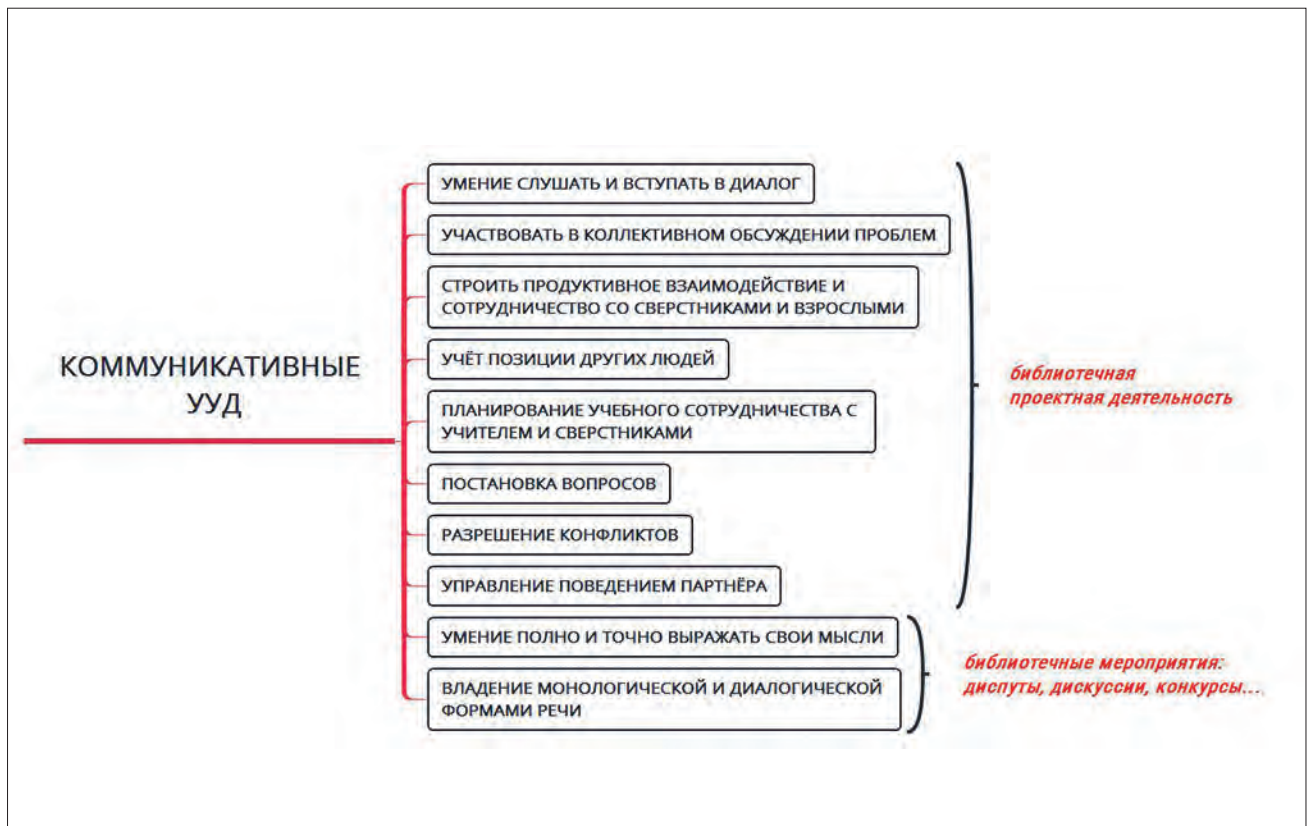 КОММУНИКАТИВНЫЕ
УУД
УМЕНИЕ СЛУШАТЬ И ВСТУПАТЬ В ДИАЛОГ
УЧАСТВОВАТЬ В КОЛЛЕКТИВНОМ ОБСУЖДЕНИИ ПРОБЛЕМ
СТРОИТЬ ПРОДУКТИВНОЕ ВЗАИМОДЕЙСТВИЕ И
СОТРУДНИЧЕСТВО СО СВЕРСТНИКАМИ И ВЗРОСЛЫМИ
УЧЁТ ПОЗИЦИИ ДРУГИХ ЛЮДЕЙ
ПЛАНИРОВАНИЕ УЧЕБНОГО СОТРУДНИЧЕСТВА С
УЧИТЕЛЕМ И СВЕРСТНИКАМИ
ПОСТАНОВКА ВОПРОСОВ
РАЗРЕШЕНИЕ КОНФЛИКТОВ
УПРАВЛЕНИЕ ПОВЕДЕНИЕМ ПАРТНЁРА
библиотечная
проектная деятельность
УМЕНИЕ ПОЛНО И ТОЧНО ВЫРАЖАТЬ СВОИ МЫСЛИ
ВЛАДЕНИЕ МОНОЛОГИЧЕСКОЙ И ДИАЛОГИЧЕСКОЙ
ФОРМАМИ РЕЧИ
библиотечные мероприятия:
диспуты, дискуссии, конкурсы...